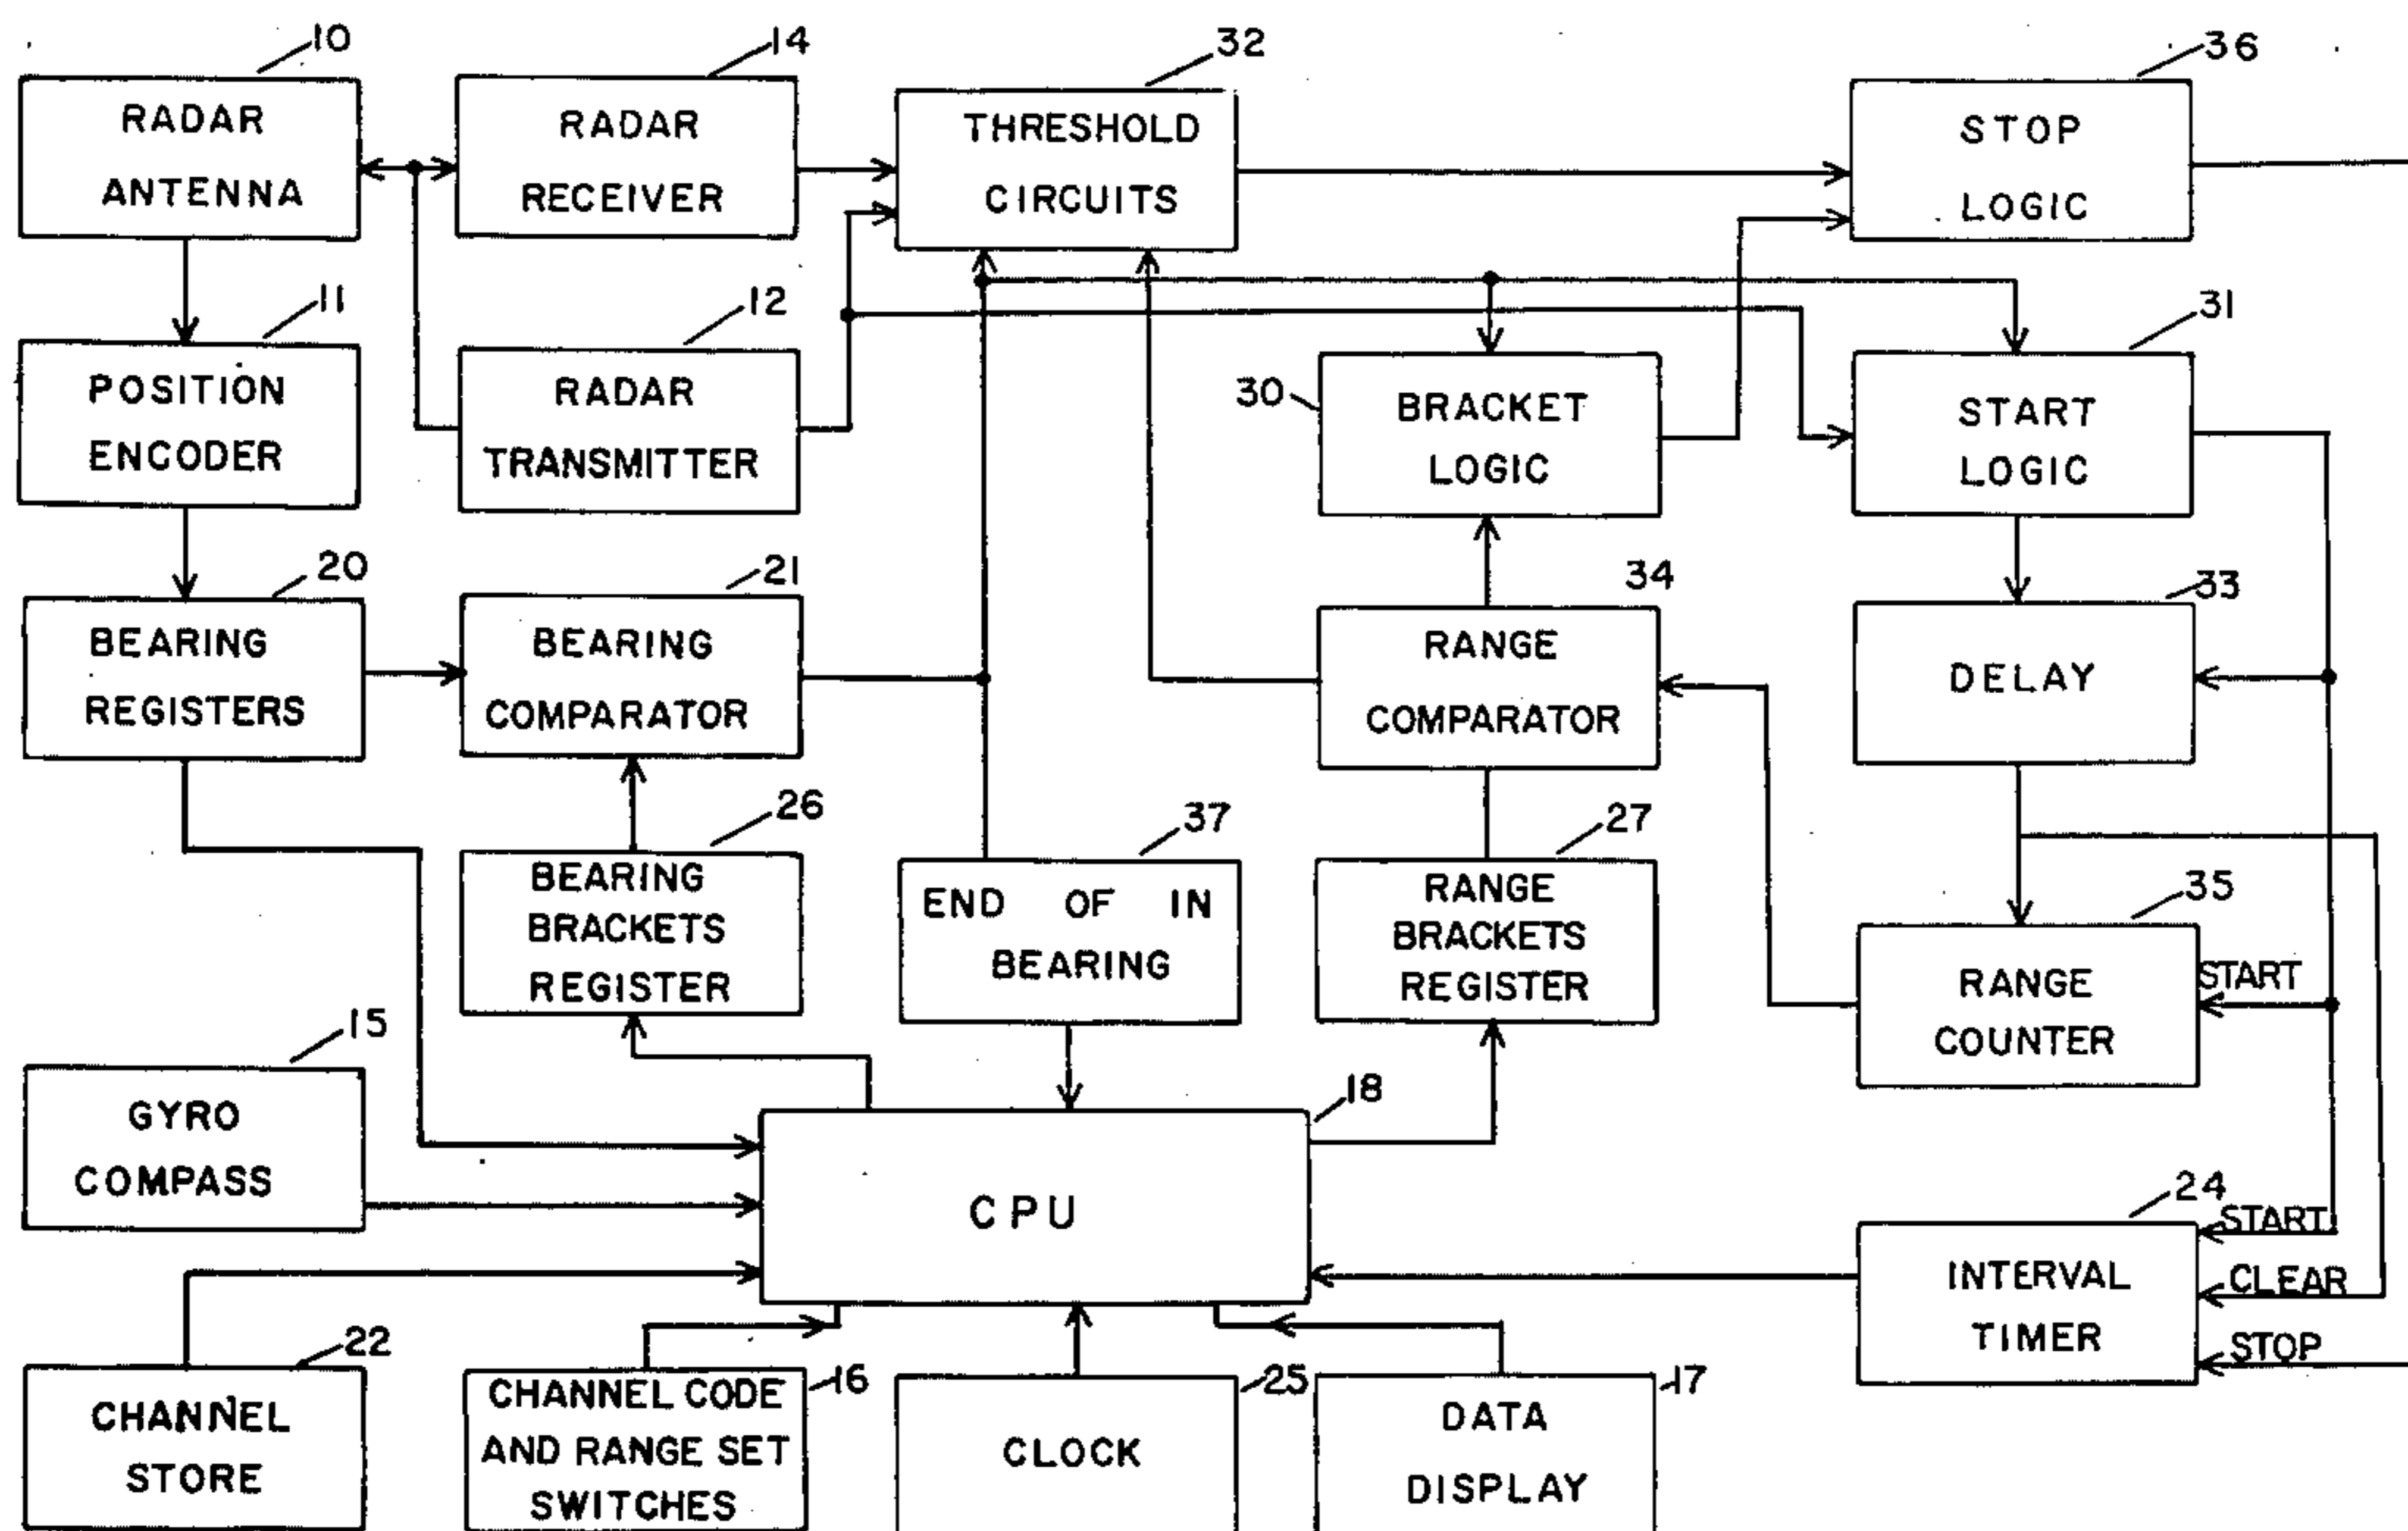 10
RADAR
ANTENNA
14
RADAR
RECEIVER
32
THRESHOLD
CIRCUITS
36
STOP
LOGIC
11
POSITION
ENCODER
12
RADAR
TRANSMITTER
30
BRACKET
LOGIC
31
START
LOGIC
20
BEARING
REGISTERS
21
BEARING
COMPARATOR
34
RANGE
COMPARATOR
33
DELAY
26
BEARING
BRACKETS
REGISTER
37
END OF IN
BEARING
27
RANGE
BRACKETS
REGISTER
35
RANGE
COUNTER
START
15
GYRO
COMPASS
18
CPU
24
INTERVAL
TIMER
START
CLEAR
STOP
22
CHANNEL
STORE
16
CHANNEL CODE
AND RANGE SET
SWITCHES
25
CLOCK
17
DATA
DISPLAY